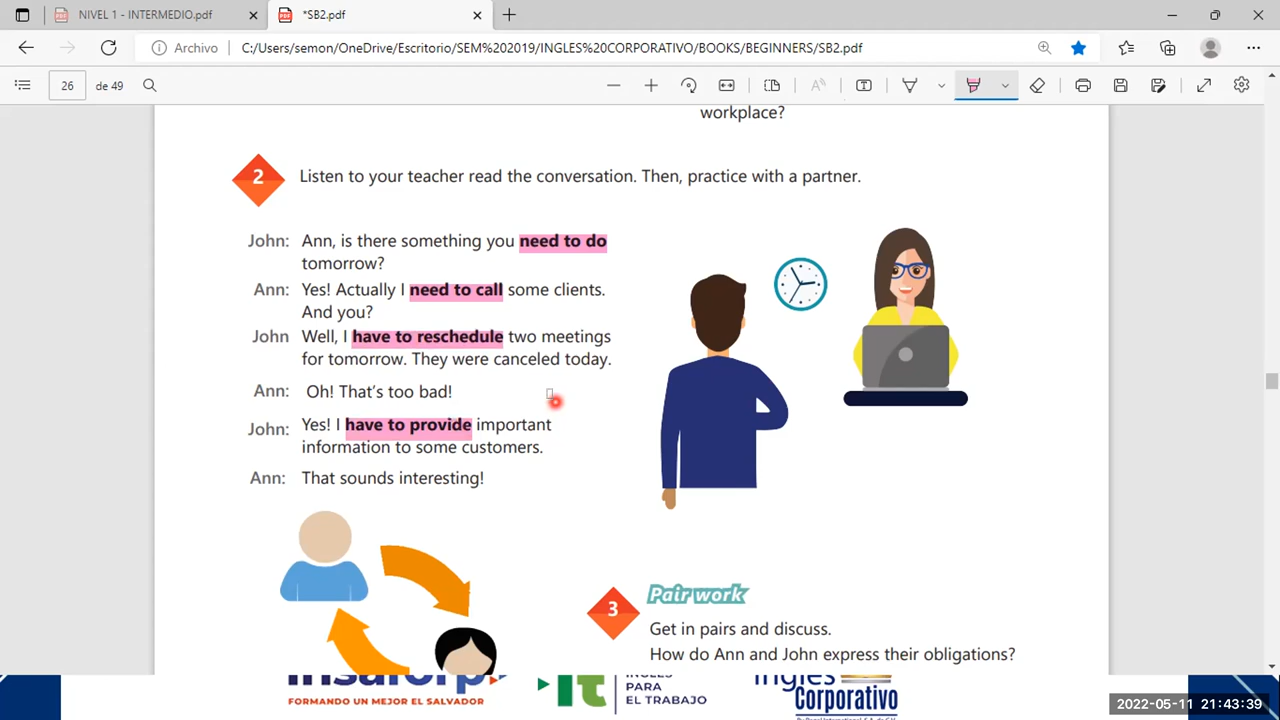 NIVEL 1 - INTERMEDIO.pdf
*SB2.pdf
Archivo
C:/Users/semon/OneDrive/Escritorio/SEM%202019/INGLES%20CORPORATIVO/BOOKS/BEGINNERS/SB2.pdf
26 de 49
workplace?
2 Listen to your teacher read the conversation. Then, practice with a partner.
John: Ann, is there something you need to do
tomorrow?
Ann: Yes! Actually I need to call some clients.
And you?
John Well, I have to reschedule two meetings
for tomorrow. They were canceled today.
Ann: Oh! That's too bad!
John: Yes! I have to provide important
information to some customers.
Ann: That sounds interesting!
3 Pair work
Get in pairs and discuss.
How do Ann and John express their obligations?
insaforp
FORMANDO UN MEJOR EL SALVADOR
it
INGLÉS
PARA
EL TRABAJO
Inglés
Corporativo
2022-05-11 21:43:39